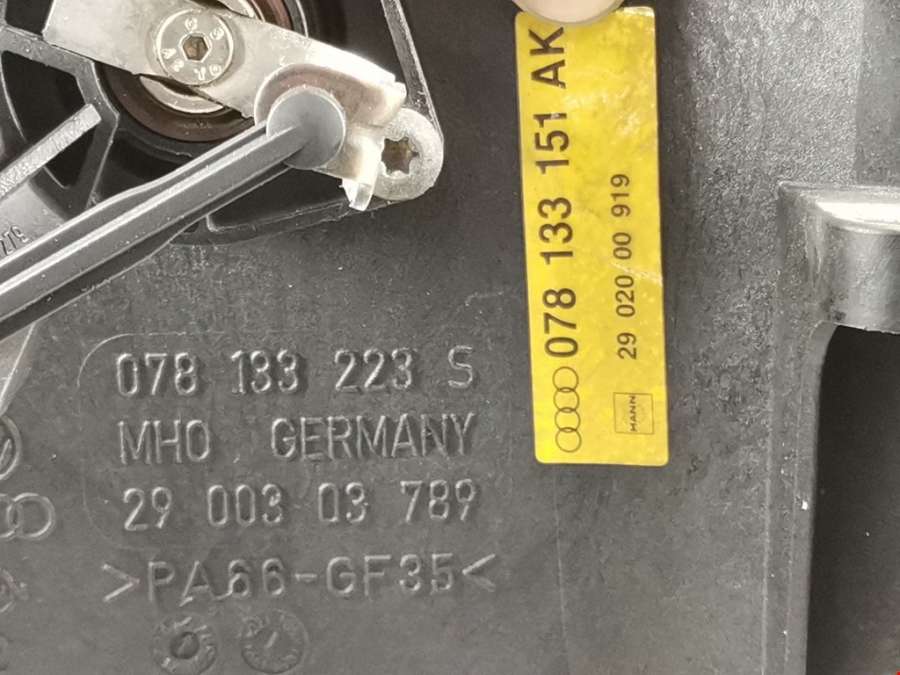 078 133 151 AK
29 020 00 919
MANN
078 133 223 S
MHO GERMANY
29 003 03 789
>PA66-GF35<